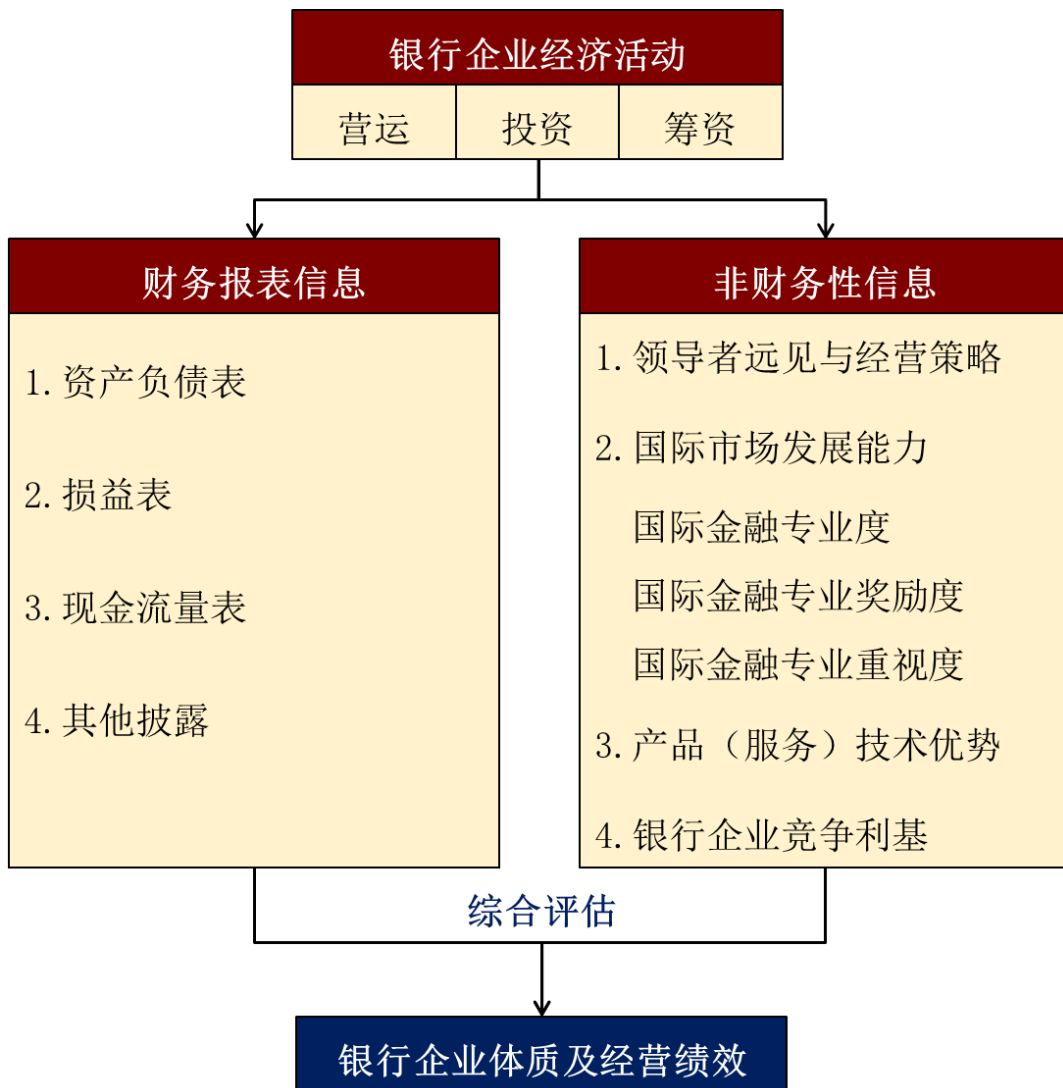 银行企业经济活动
营运 投资 筹资
财务报表信息
1.资产负债表
2.损益表
3.现金流量表
4.其他披露
非财务性信息
1.领导者远见与经营策略
2.国际市场发展能力
国际金融专业度
国际金融专业奖励度
国际金融专业重视度
3.产品（服务）技术优势
4.银行企业竞争利基
综合评估
银行企业体质及经营绩效